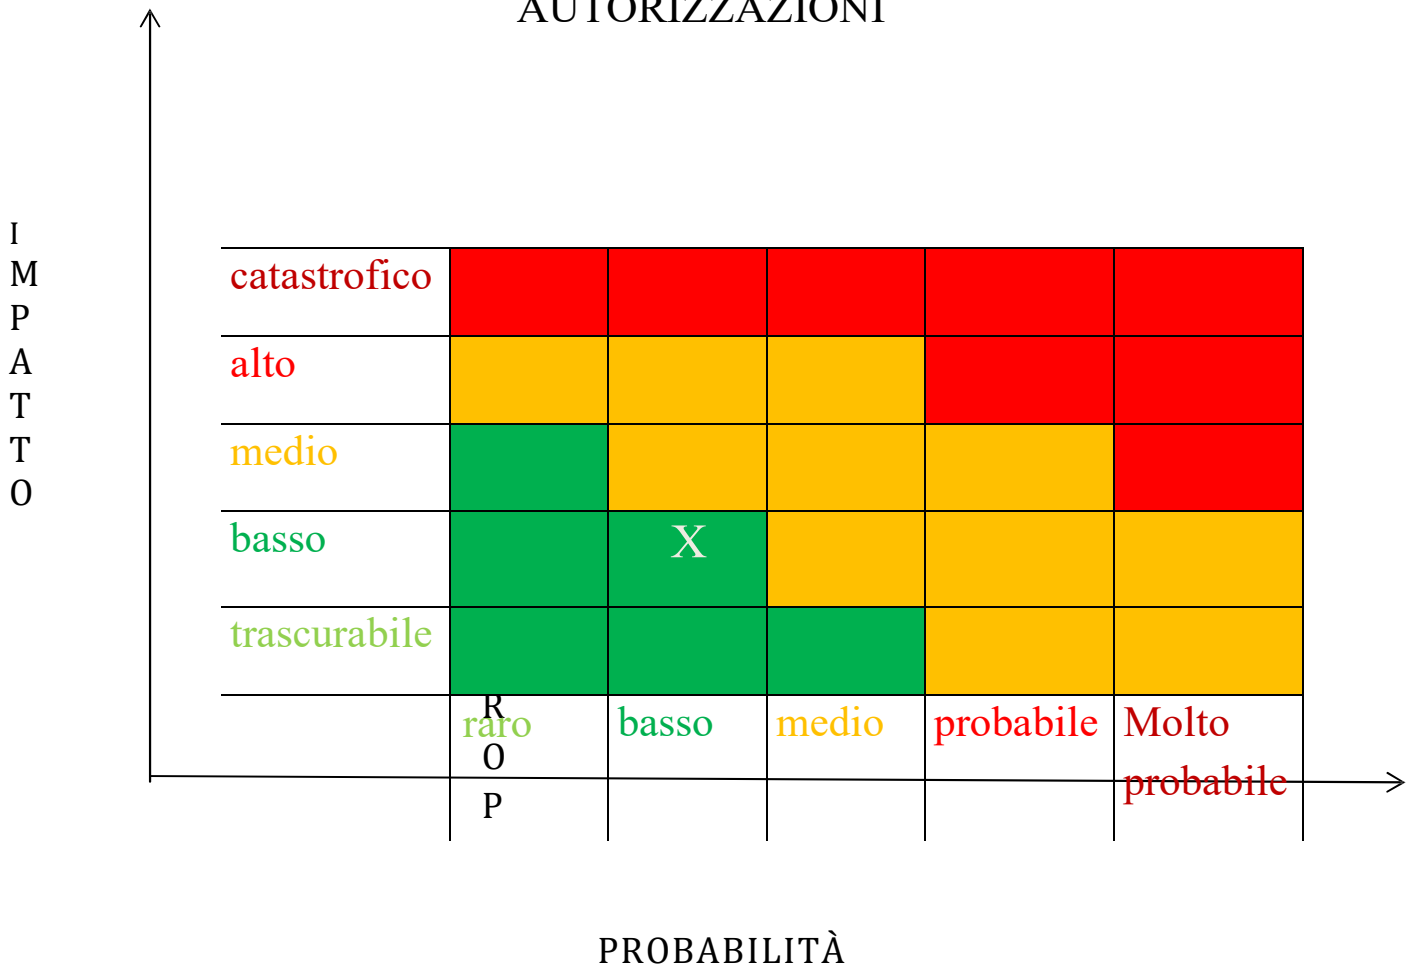 AUTORIZZAZIONI
I
M
P
A
T
T
O
catastrofico
alto
medio
basso
X
trascurabile
raro
basso
medio
probabile
Molto
probabile
R
O
P
PROBABILITÀ